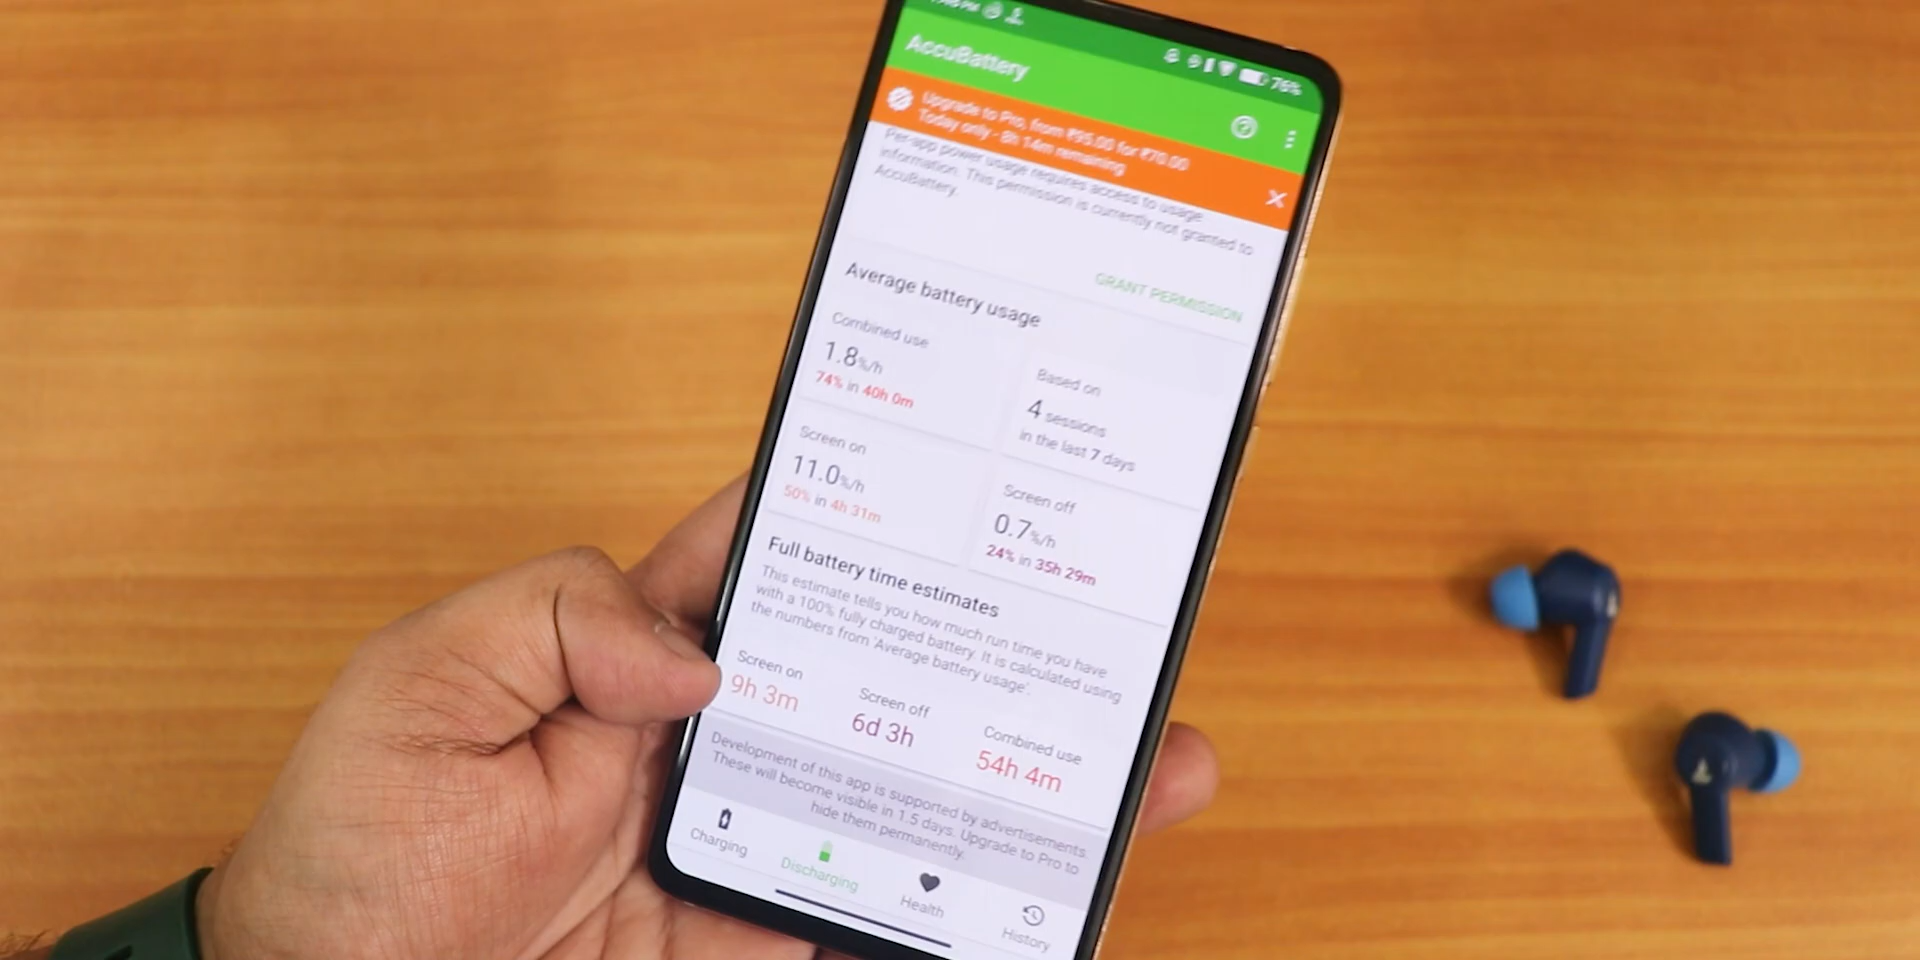 76%
AccuBattery
Upgrade to Pro, from ₹95.00 for ₹70.00
Today only - 8h 14m remaining
Per-app power usage requires access to usage
information. This permission is currently not granted to
AccuBattery.
GRANT PERMISSION
Average battery usage
Combined use
1.8%/h
74% in 40h 0m
Based on
4 sessions
in the last 7 days
Screen on
11.0%/h
50% in 4h 31m
Screen off
0.7%/h
24% in 35h 29m
Full battery time estimates
This estimate tells you how much run time you have
with a 100% fully charged battery. It is calculated using
the numbers from 'Average battery usage'.
Screen on
9h 3m
Screen off
6d 3h
Combined use
54h 4m
Development of this app is supported by advertisements.
These will become visible in 1.5 days. Upgrade to Pro to
hide them permanently.
Charging
Discharging
Health
History